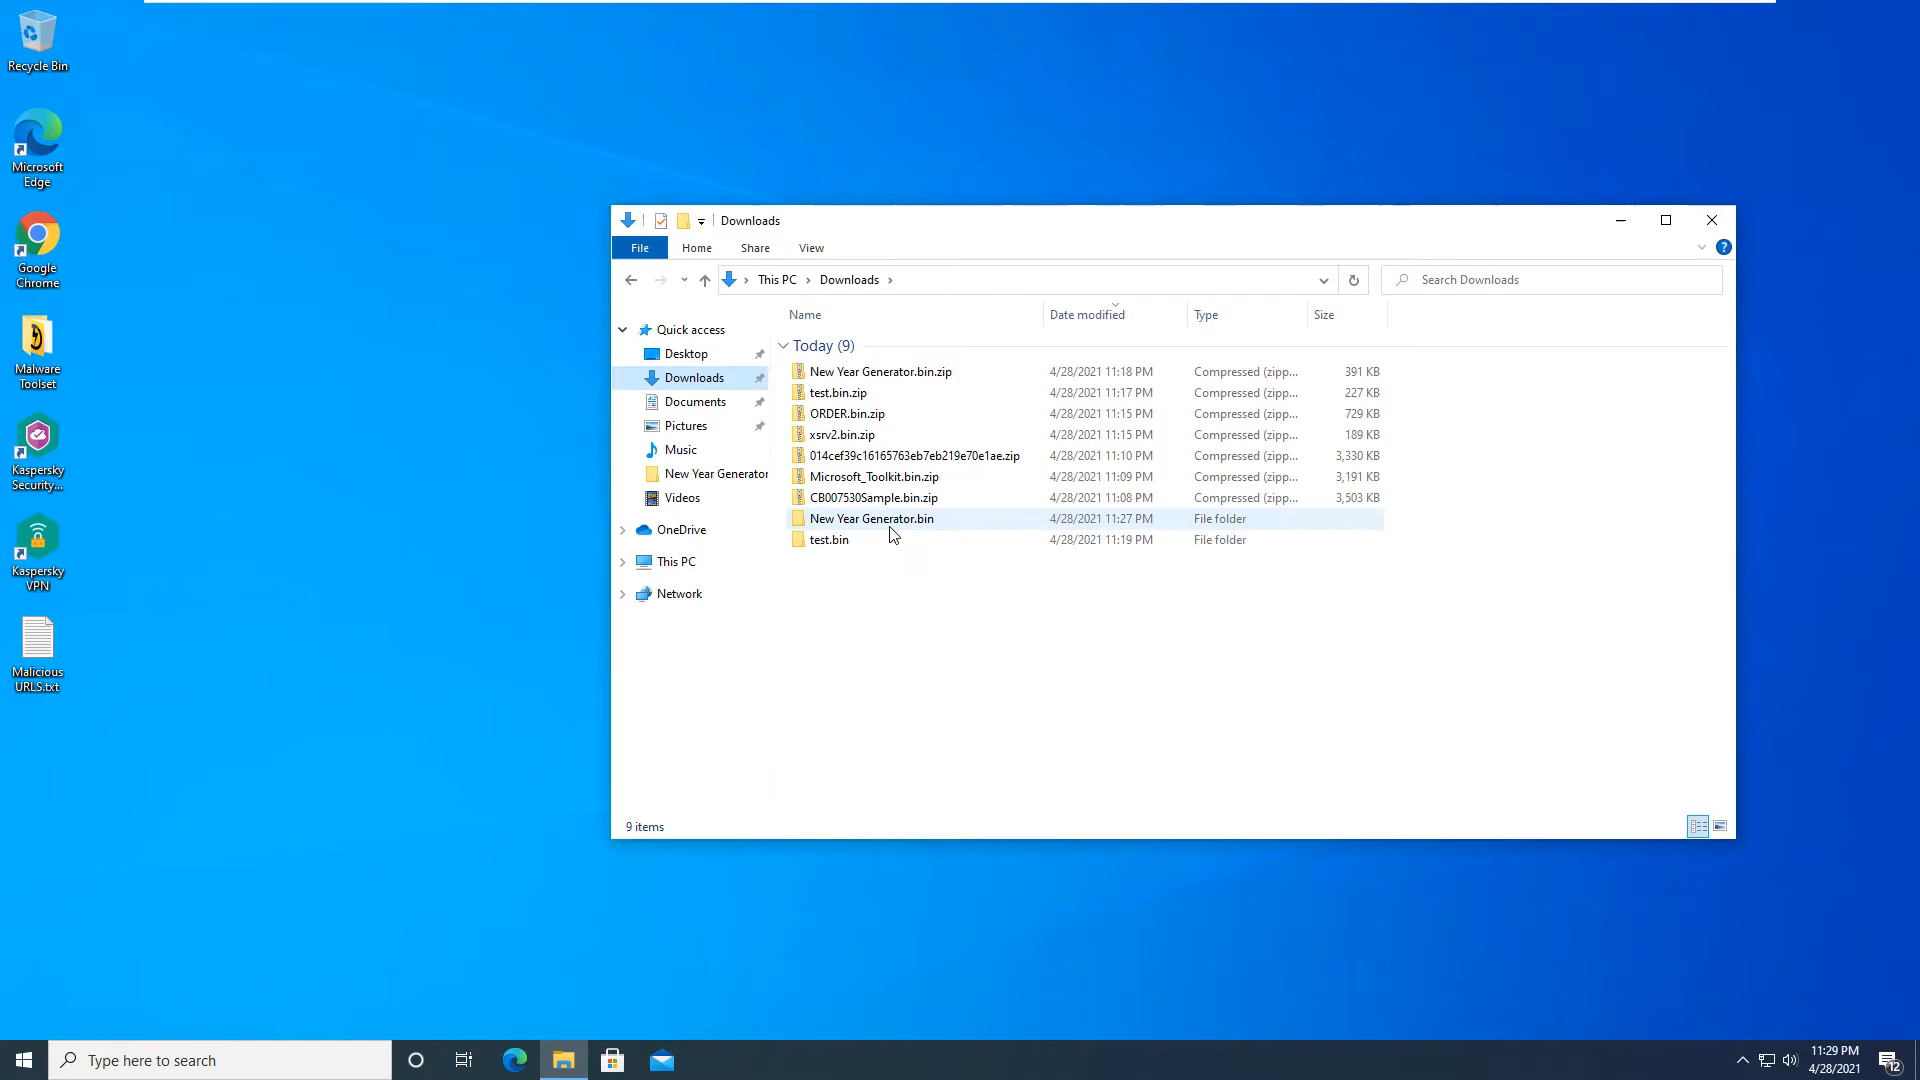 Recycle Bin
Microsoft
Edge
Google
Chrome
Malware
Toolset
Kaspersky
Security...
Kaspersky
VPN
Malicious
URLS.txt
Downloads
File Home Share View
This PC Downloads
Search Downloads
Name Date modified Type Size
Quick access
Desktop
Downloads
Documents
Pictures
Music
New Year Generator
Videos
OneDrive
This PC
Network
Today (9)
New Year Generator.bin.zip 4/28/2021 11:18 PM Compressed (zipp... 391 KB
test.bin.zip 4/28/2021 11:17 PM Compressed (zipp... 227 KB
ORDER.bin.zip 4/28/2021 11:15 PM Compressed (zipp... 729 KB
xsrv2.bin.zip 4/28/2021 11:15 PM Compressed (zipp... 189 KB
014cef39c16165763eb7eb219e70e1ae.zip 4/28/2021 11:10 PM Compressed (zipp... 3,330 KB
Microsoft_Toolkit.bin.zip 4/28/2021 11:09 PM Compressed (zipp... 3,191 KB
CB007530Sample.bin.zip 4/28/2021 11:08 PM Compressed (zipp... 3,503 KB
New Year Generator.bin 4/28/2021 11:27 PM File folder
test.bin 4/28/2021 11:19 PM File folder
9 items
Type here to search
11:29 PM
4/28/2021
12